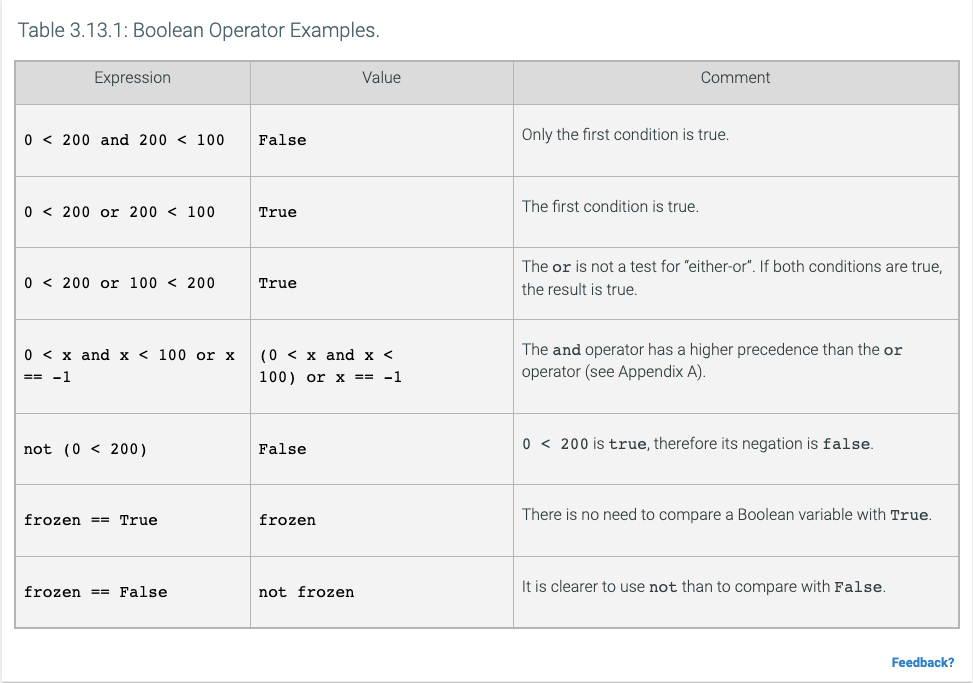 Table 3.13.1: Boolean Operator Examples.
Expression Value Comment
0 < 200 and 200 < 100 False Only the first condition is true.
0 < 200 or 200 < 100 True The first condition is true.
0 < 200 or 100 < 200 True The or is not a test for “either-or”. If both conditions are true,
the result is true.
0 < x and x < 100 or x
== -1
(0 < x and x <
100) or x == -1
The and operator has a higher precedence than the or
operator (see Appendix A).
not (0 < 200) False 0 < 200 is true, therefore its negation is false.
frozen == True frozen There is no need to compare a Boolean variable with True.
frozen == False not frozen It is clearer to use not than to compare with False.
Feedback?